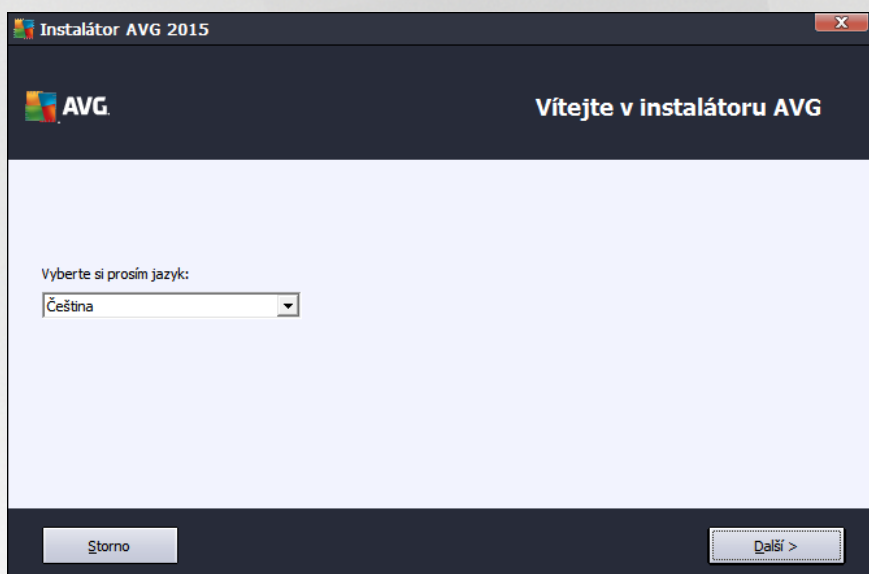 Instalátor AVG 2015
AVG.
Vítejte v instalátoru AVG
Vyberte si prosím jazyk:
Čeština
Storno
Další >